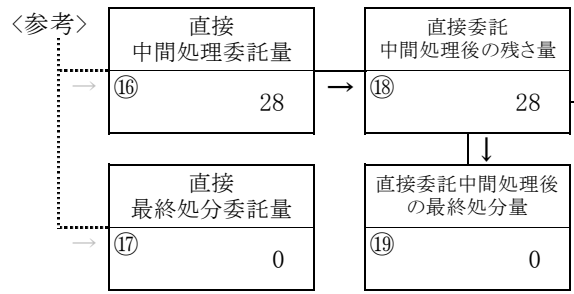 <参考>
直接
中間処理委託量
⑯
28
→
直接委託
中間処理後の残さ量
⑱
28
↓
直接
最終処分委託量
⑰
0
直接委託中間処理後
の最終処分量
⑲
0